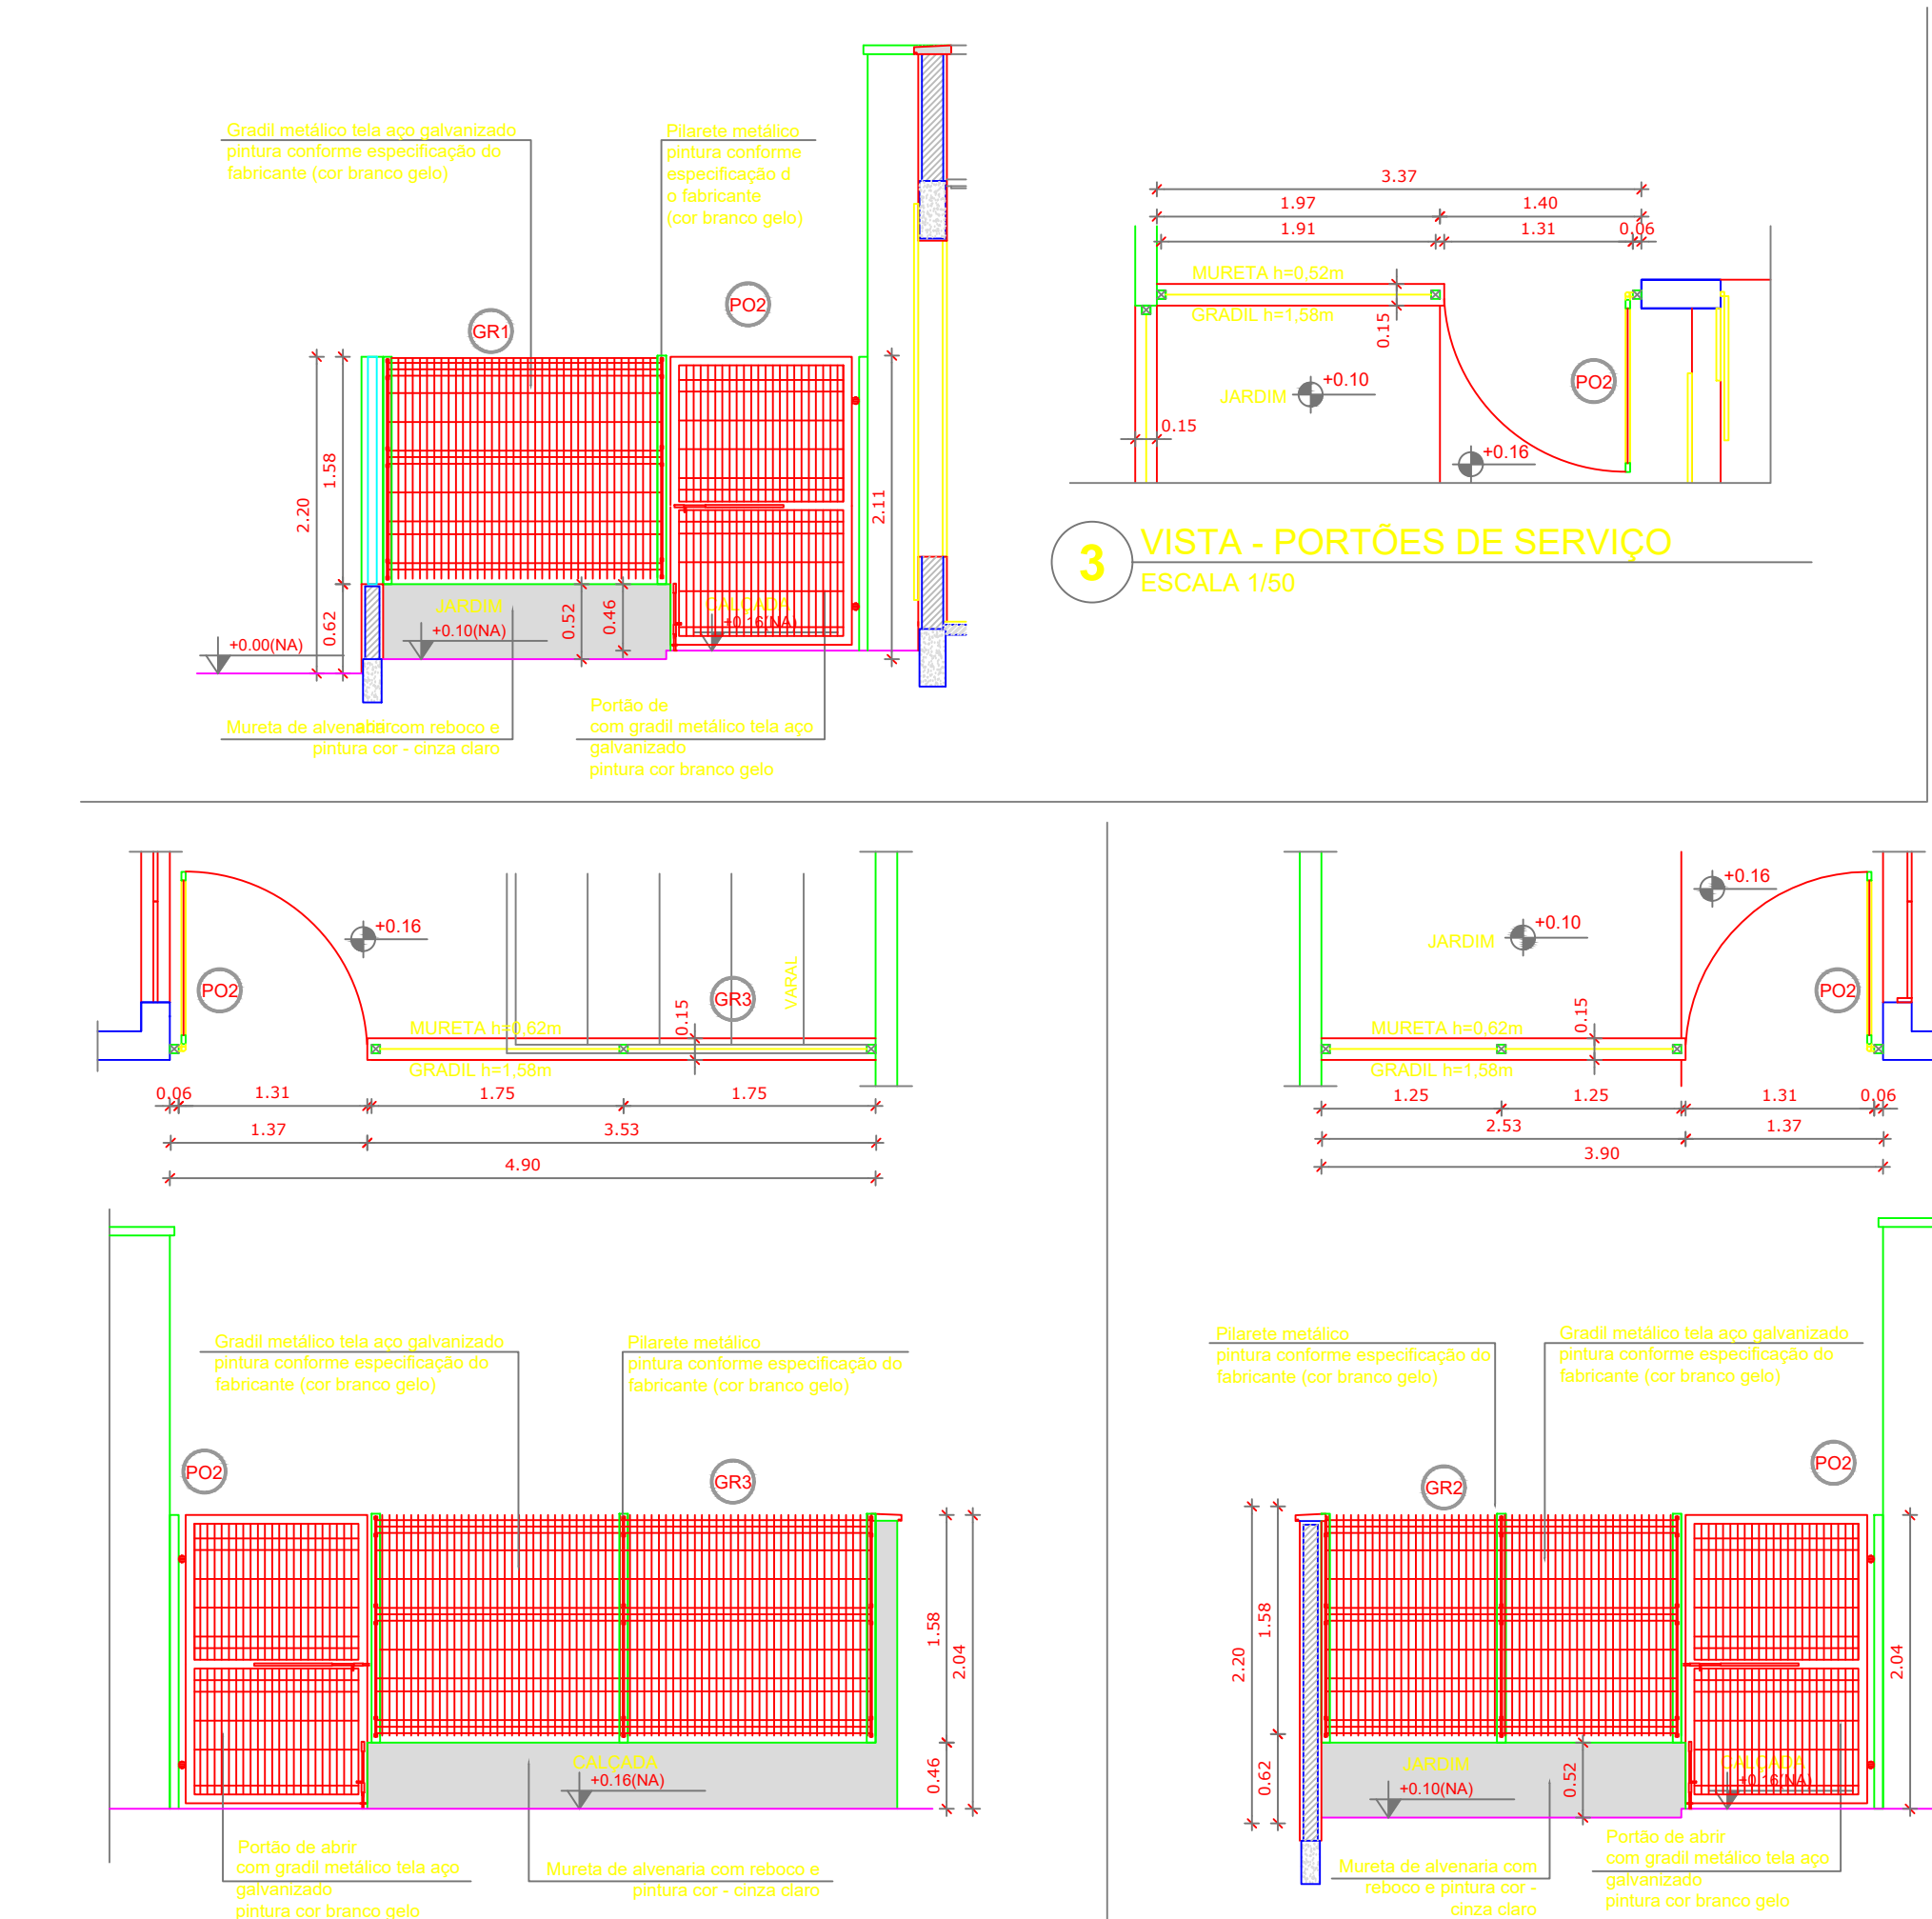 Gradil metálico tela aço galvanizado
pintura conforme especificação do
fabricante (cor branco gelo)
Pilarete metálico
pintura conforme
especificação d
o fabricante
(cor branco gelo)
GR1
PO2
1.58
2.20
0.62
2.11
0.52
0.46
JARDIM
+0.10(NA)
CALÇADA
+0.16(NA)
+0.00(NA)
Mureta de alvenaria com reboco e
pintura cor - cinza claro
Portão de
abrir
com gradil metálico tela aço
galvanizado
pintura cor branco gelo
3.37
1.97
1.40
1.91
1.31
0.06
MURETA h=0,52m
GRADIL h=1,58m
0.15
JARDIM
+0.10
PO2
0.15
+0.16
3
VISTA - PORTÕES DE SERVIÇO
ESCALA 1/50
+0.16
PO2
GR3
VARAL
0.15
MURETA h=0,62m
GRADIL h=1,58m
0.06
1.31
1.75
1.75
1.37
3.53
4.90
Gradil metálico tela aço galvanizado
pintura conforme especificação do
fabricante (cor branco gelo)
Pilarete metálico
pintura conforme especificação do
fabricante (cor branco gelo)
PO2
GR3
1.58
2.04
0.46
CALÇADA
+0.16(NA)
Portão de abrir
com gradil metálico tela aço
galvanizado
pintura cor branco gelo
Mureta de alvenaria com reboco e
pintura cor - cinza claro
+0.16
JARDIM
+0.10
PO2
0.15
MURETA h=0,62m
GRADIL h=1,58m
1.25
1.25
1.31
0.06
2.53
1.37
3.90
Pilarete metálico
pintura conforme especificação do
fabricante (cor branco gelo)
Gradil metálico tela aço galvanizado
pintura conforme especificação do
fabricante (cor branco gelo)
GR2
PO2
1.58
2.20
0.62
2.04
0.52
JARDIM
+0.10(NA)
CALÇADA
+0.16(NA)
Mureta de alvenaria com
reboco e pintura cor -
cinza claro
Portão de abrir
com gradil metálico tela aço
galvanizado
pintura cor branco gelo